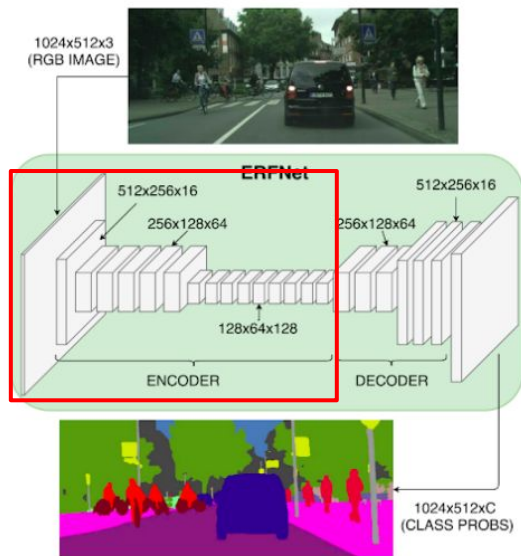 1024x512x3
(RGB IMAGE)
ERFNet
512x256x16
512x256x16
256x128x64
256x128x64
128x64x128
ENCODER
DECODER
1024x512xC
(CLASS PROBS)